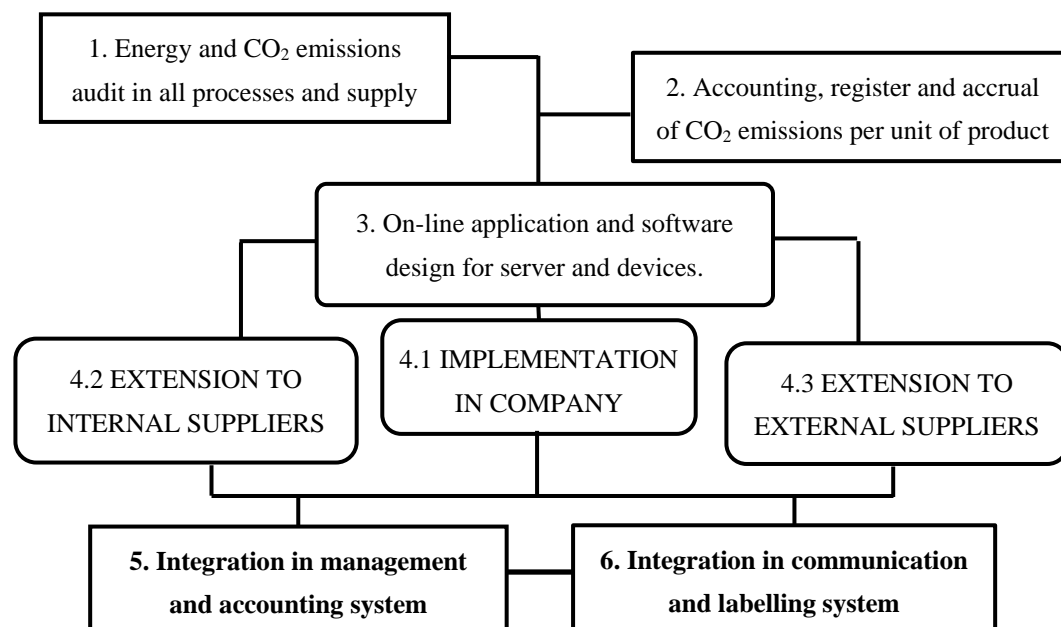 1. Energy and CO₂ emissions
audit in all processes and supply
2. Accounting, register and accrual
of CO₂ emissions per unit of product
3. On-line application and software
design for server and devices.
4.2 EXTENSION TO
INTERNAL SUPPLIERS
4.1 IMPLEMENTATION
IN COMPANY
4.3 EXTENSION TO
EXTERNAL SUPPLIERS
5. Integration in management
and accounting system
6. Integration in communication
and labelling system